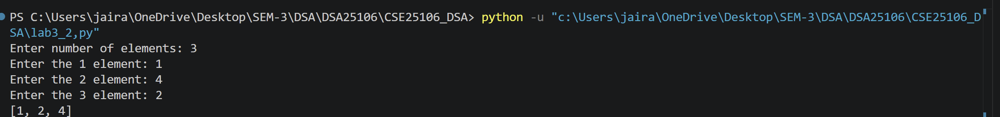 PS C:\Users\jaira\OneDrive\Desktop\SEM-3\DSA\DSA25106\CSE25106_DSA> python -u "c:\Users\jaira\OneDrive\Desktop\SEM-3\DSA\DSA25106\CSE25106_D
SA\lab3_2,py"
Enter number of elements: 3
Enter the 1 element: 1
Enter the 2 element: 4
Enter the 3 element: 2
[1, 2, 4]